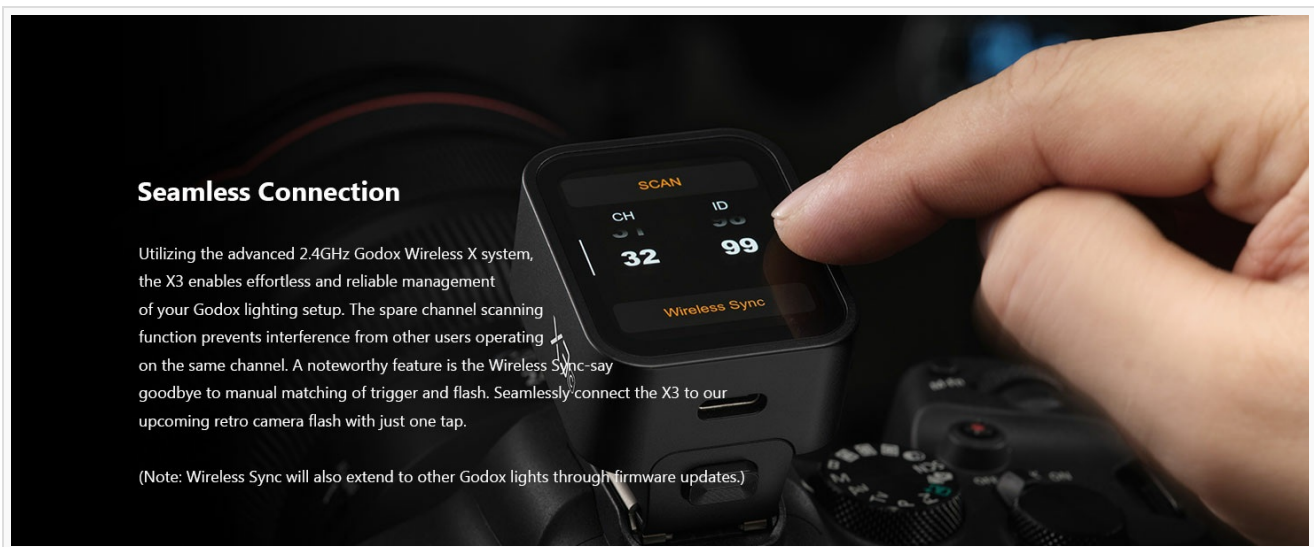 Seamless Connection
Utilizing the advanced 2.4GHz Godox Wireless X system,
the X3 enables effortless and reliable management
of your Godox lighting setup. The spare channel scanning
function prevents interference from other users operating
on the same channel. A noteworthy feature is the Wireless Sync-say
goodbye to manual matching of trigger and flash. Seamlessly connect the X3 to our
upcoming retro camera flash with just one tap.
(Note: Wireless Sync will also extend to other Godox lights through firmware updates.)
SCAN
CH ID
32 99
Wireless Sync